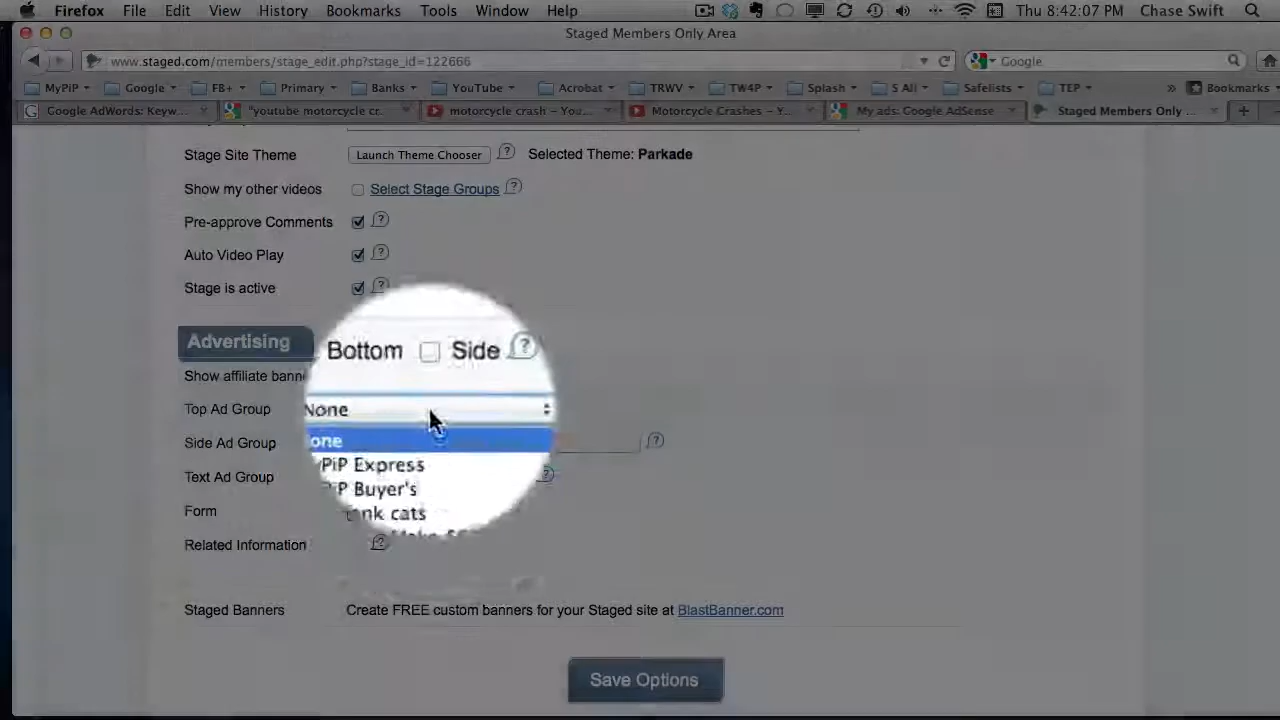 Firefox File Edit View History Bookmarks Tools Window Help Thu 8:42:07 PM Chase Swift
Staged Members Only Area
www.staged.com/members/stage_edit.php?stage_id=122666 Google
MyPiP Google FB+ Primary Banks YouTube Acrobat TRWV TW4P Splash S All Safelists TEP » Bookmarks
Google AdWords: Keyw... "youtube motorcycle cr... motorcycle crash – You... Motorcycle Crashes – Y... My ads: Google AdSense Staged Members Only ...
Stage Site Theme Launch Theme Chooser ? Selected Theme: Parkade
Show my other videos Select Stage Groups ?
Pre-approve Comments ?
Auto Video Play ?
Stage is active ?
Advertising
Bottom Side ?
Show affiliate bann
Top Ad Group None
one
Side Ad Group ?
PiP Express
Text Ad Group ?
P Buyer's
Form
nk cats
Related Information ?
Staged Banners Create FREE custom banners for your Staged site at BlastBanner.com
Save Options